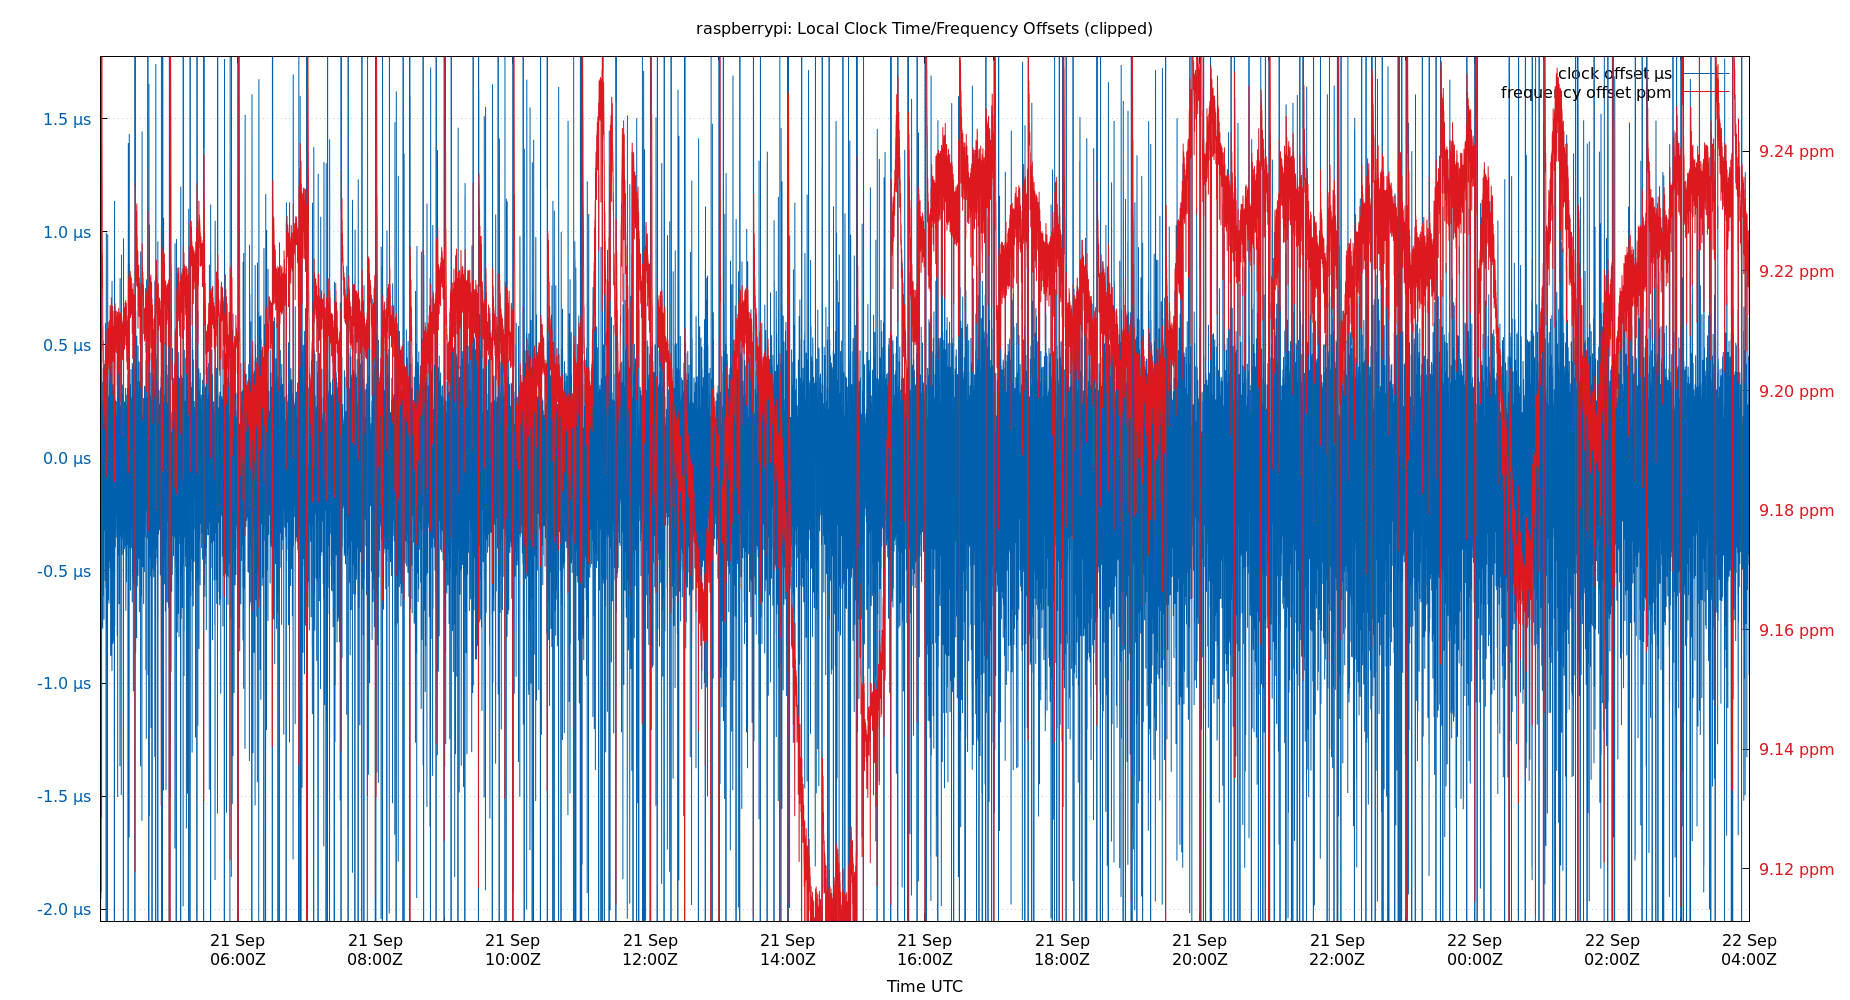 raspberrypi: Local Clock Time/Frequency Offsets (clipped)
clock offset µs
frequency offset ppm
1.5 µs
1.0 µs
0.5 µs
0.0 µs
-0.5 µs
-1.0 µs
-1.5 µs
-2.0 µs
9.24 ppm
9.22 ppm
9.20 ppm
9.18 ppm
9.16 ppm
9.14 ppm
9.12 ppm
21 Sep 21 Sep 21 Sep 21 Sep 21 Sep 21 Sep 21 Sep 21 Sep 21 Sep 22 Sep 22 Sep 22 Sep
06:00Z 08:00Z 10:00Z 12:00Z 14:00Z 16:00Z 18:00Z 20:00Z 22:00Z 00:00Z 02:00Z 04:00Z
Time UTC